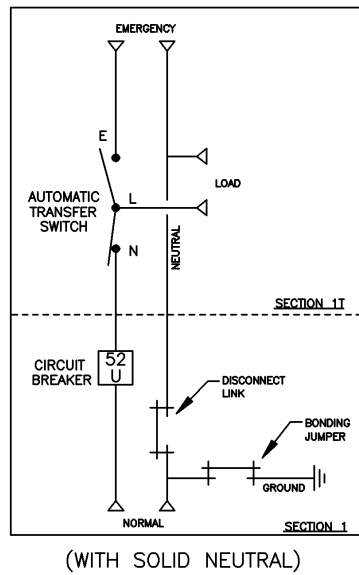 EMERGENCY
E
LOAD
AUTOMATIC
TRANSFER
SWITCH
L
NEUTRAL
N
SECTION 1T
CIRCUIT
BREAKER
52
U
DISCONNECT
LINK
BONDING
JUMPER
GROUND
NORMAL
SECTION 1
(WITH SOLID NEUTRAL)